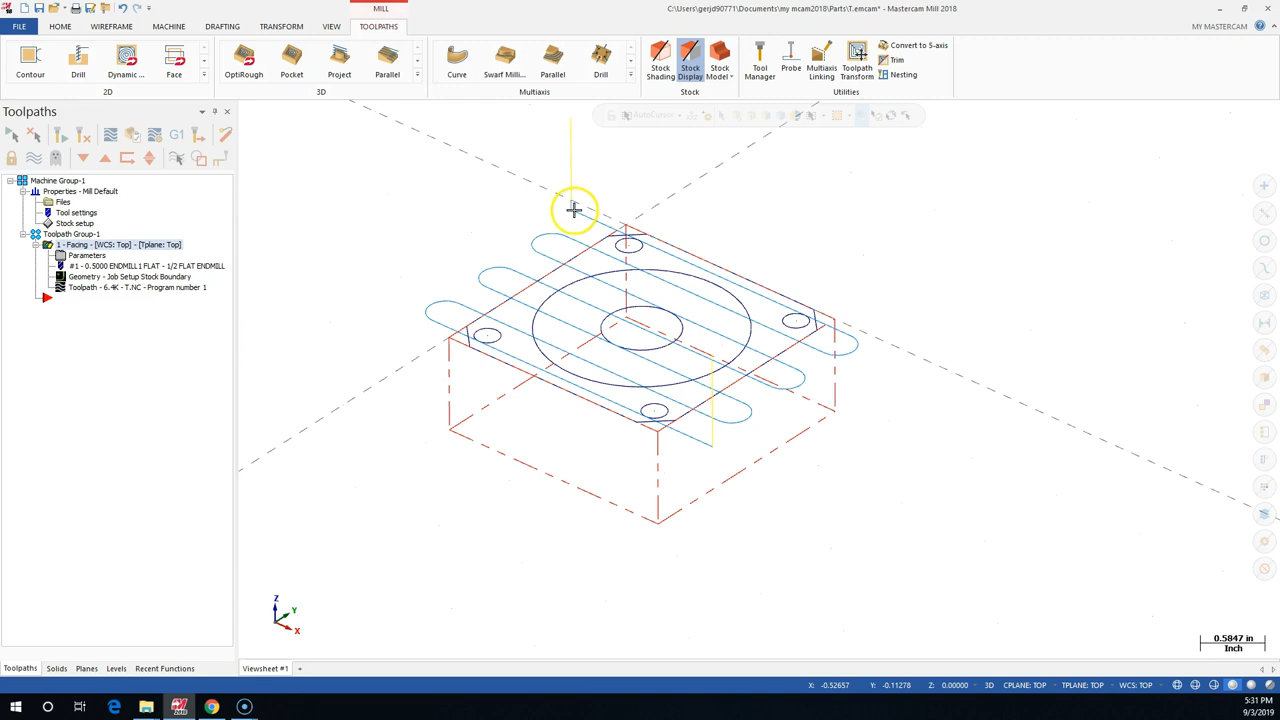 MILL
C:\Users\gerjd90771\Documents\my mcam2018\Parts\T.emcam* - Mastercam Mill 2018
FILE
HOME
WIREFRAME
MACHINE
DRAFTING
TRANSFORM
VIEW
TOOLPATHS
MY MASTERCAM
Contour
Drill
Dynamic ...
Face
OptiRough
Pocket
Project
Parallel
Curve
Swarf Milli...
Parallel
Drill
Stock Shading
Stock Display
Stock Model
Tool Manager
Probe
Multiaxis Linking
Toolpath Transform
Convert to 5-axis
Trim
Nesting
2D
3D
Multiaxis
Stock
Utilities
Toolpaths
AutoCursor
G1
Machine Group-1
Properties - Mill Default
Files
Tool settings
Stock setup
Toolpath Group-1
1 - Facing - [WCS: Top] - [Tplane: Top]
Parameters
#1 - 0.5000 ENDMILL1 FLAT - 1/2 FLAT ENDMILL
Geometry - Job Setup Stock Boundary
Toolpath - 6.4K - T.NC - Program number 1
Z
Y
X
0.5847 in
Inch
Toolpaths
Solids
Planes
Levels
Recent Functions
Viewsheet #1
+
X: -0.52657
Y: -0.11278
Z: 0.00000
3D
CPLANE: TOP
TPLANE: TOP
WCS: TOP
5:31 PM
9/3/2019